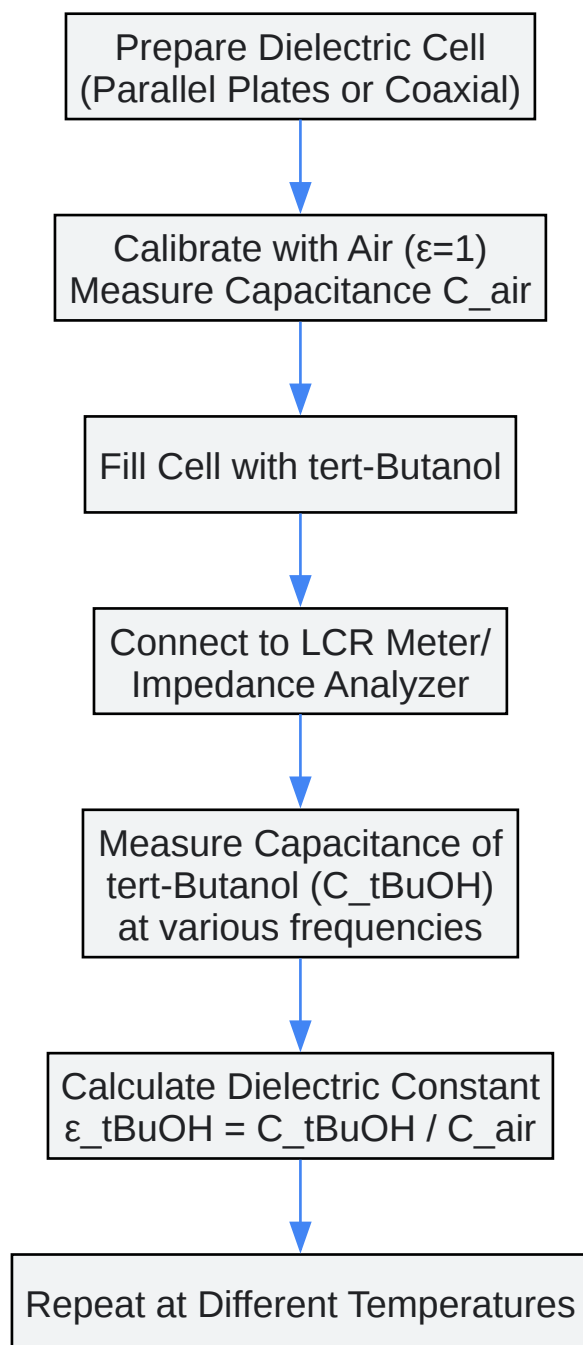 Prepare Dielectric Cell
(Parallel Plates or Coaxial)
Calibrate with Air (ε=1)
Measure Capacitance C_air
Fill Cell with tert-Butanol
Connect to LCR Meter/
Impedance Analyzer
Measure Capacitance of
tert-Butanol (C_tBuOH)
at various frequencies
Calculate Dielectric Constant
ε_tBuOH = C_tBuOH / C_air
Repeat at Different Temperatures